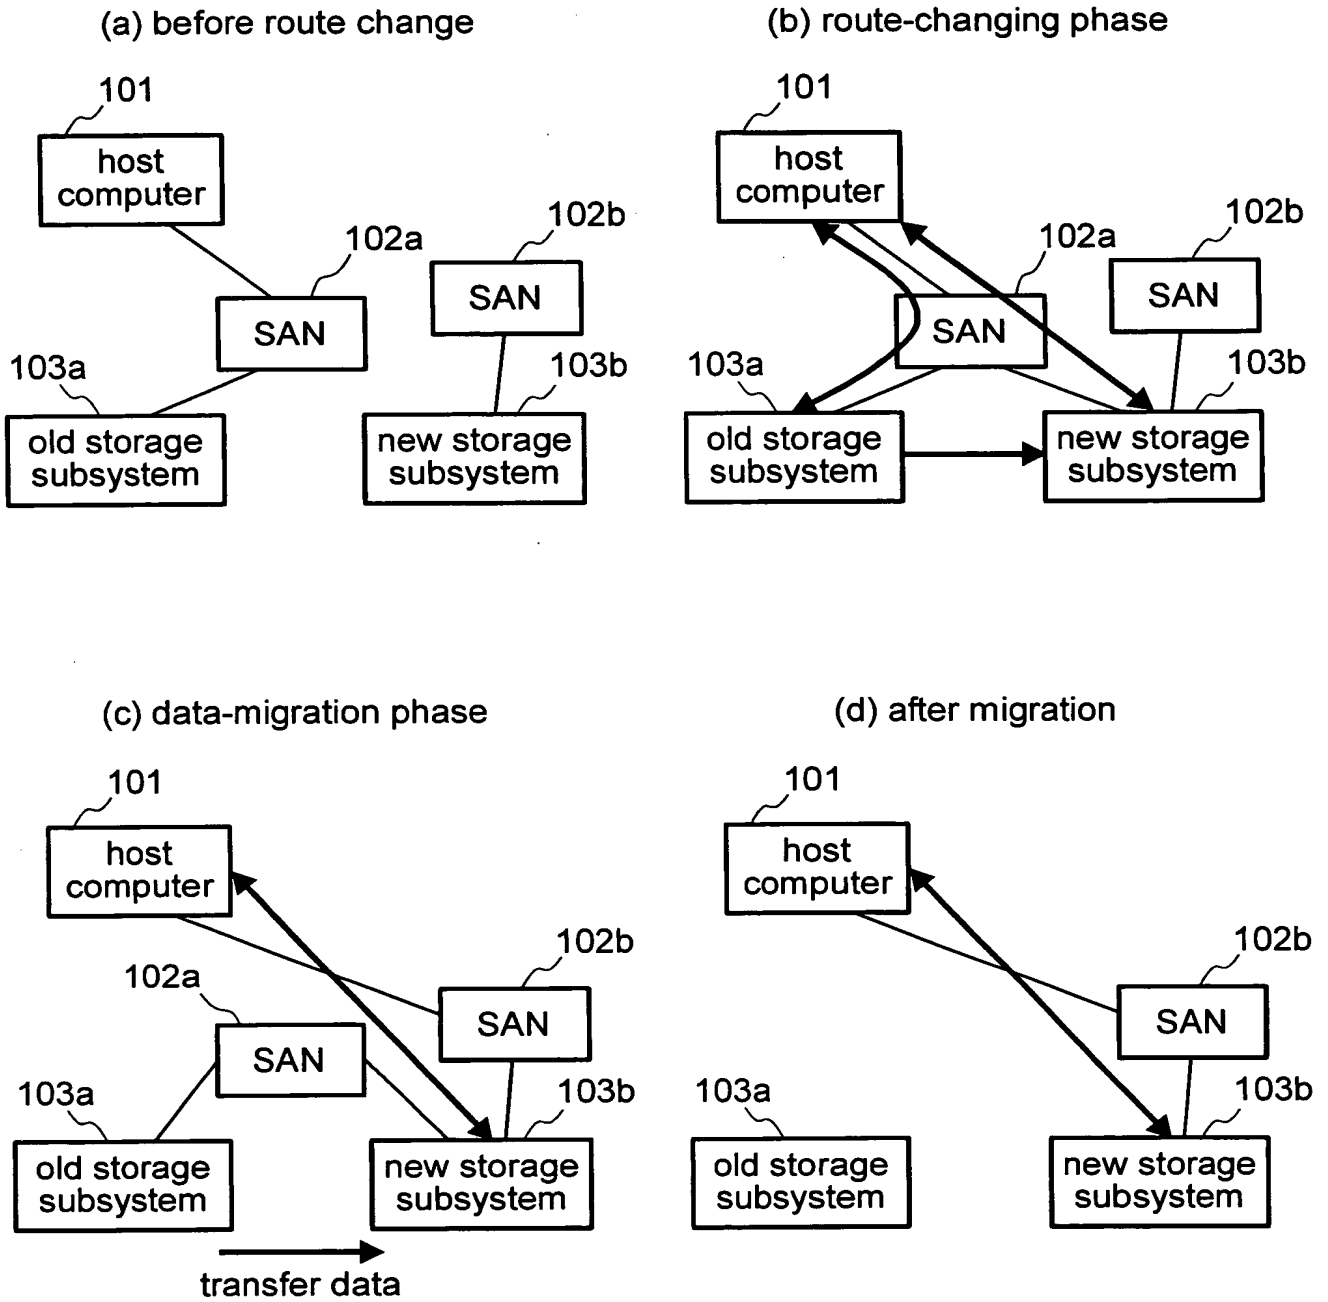 (a) before route change
101
host
computer
102a
SAN
102b
SAN
103a
old storage
subsystem
103b
new storage
subsystem
(b) route-changing phase
101
host
computer
102a
SAN
102b
SAN
103a
old storage
subsystem
103b
new storage
subsystem
(c) data-migration phase
101
host
computer
102b
SAN
102a
SAN
103a
old storage
subsystem
103b
new storage
subsystem
transfer data
(d) after migration
101
host
computer
102b
SAN
103a
old storage
subsystem
103b
new storage
subsystem